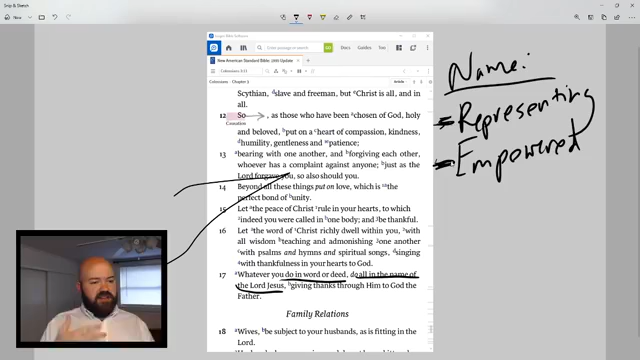 Snip & Sketch
New
Name:
- Representing
- Empowered
Docs Guides Tools
New American Standard Bible: 1995 Update
Colossians 3:11
Colossians Chapter 3
Scythian, slave and freeman, but Christ is all, and in
all.
12 So , as those who have been chosen of God, holy
and beloved, put on a heart of compassion, kindness,
humility, gentleness and patience;
13 bearing with one another, and forgiving each other,
whoever has a complaint against anyone; just as the
Lord forgave you, so also should you.
14 Beyond all these things put on love, which is the
perfect bond of unity.
15 Let the peace of Christ rule in your hearts, to which
indeed you were called in one body; and be thankful.
16 Let the word of Christ richly dwell within you, with
all wisdom teaching and admonishing one another
with psalms and hymns and spiritual songs, singing
with thankfulness in your hearts to God.
17 Whatever you do in word or deed, do all in the name of
the Lord Jesus, giving thanks through Him to God the
Father.
Family Relations
18 Wives, be subject to your husbands, as is fitting in the
Lord.